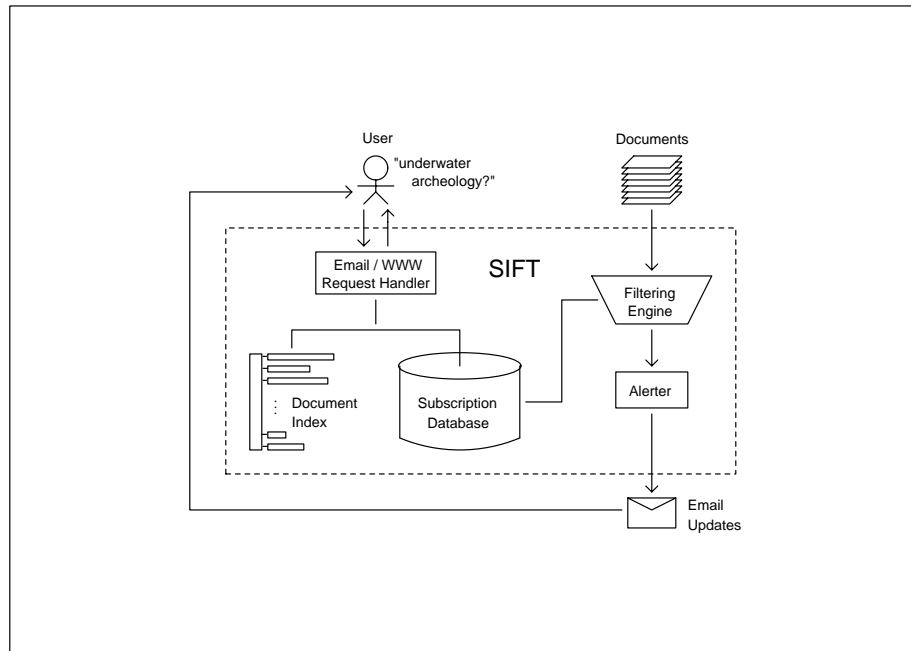 User
Documents
"underwater
archeology?"
Email / WWW
Request Handler
SIFT
Filtering
Engine
Document
Index
Subscription
Database
Alerter
Email
Updates